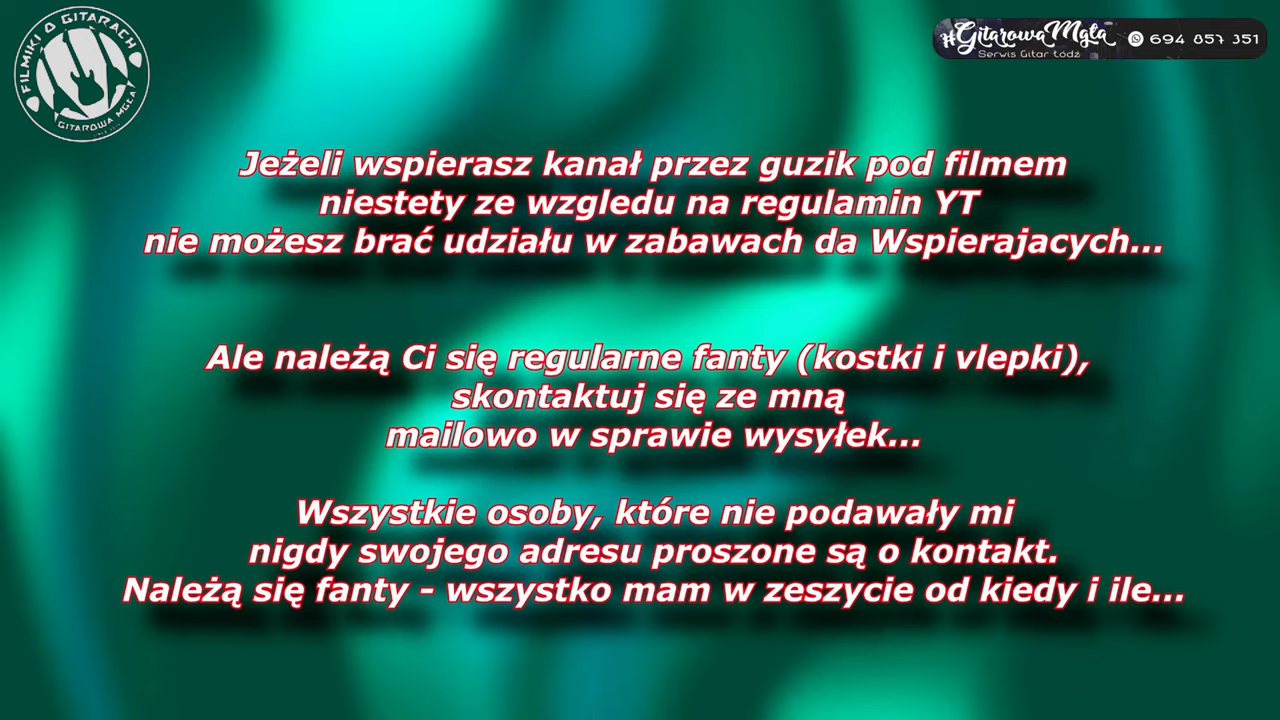 FILMIKI O GITARACH
GITAROWA MGŁA
#GitarowaMgła
Serwis Gitar Łódź
694 857 351
Jeżeli wspierasz kanał przez guzik pod filmem
niestety ze wzgledu na regulamin YT
nie możesz brać udziału w zabawach da Wspierajacych...
Ale należą Ci się regularne fanty (kostki i vlepki),
skontaktuj się ze mną
mailowo w sprawie wysyłek...
Wszystkie osoby, które nie podawały mi
nigdy swojego adresu proszone są o kontakt.
Należą się fanty - wszystko mam w zeszycie od kiedy i ile...